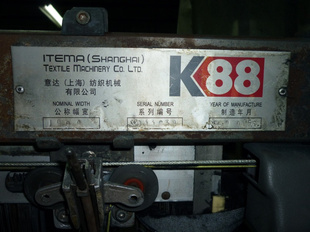 ITEMA (SHANGHAI)
TEXTILE MACHINERY CO. LTD.
意达（上海）纺织机械
有限公司
K88
NOMINAL WIDTH
公称幅宽
SERIAL NUMBER
系列编号
YEAR OF MANUFACTURE
制造年月